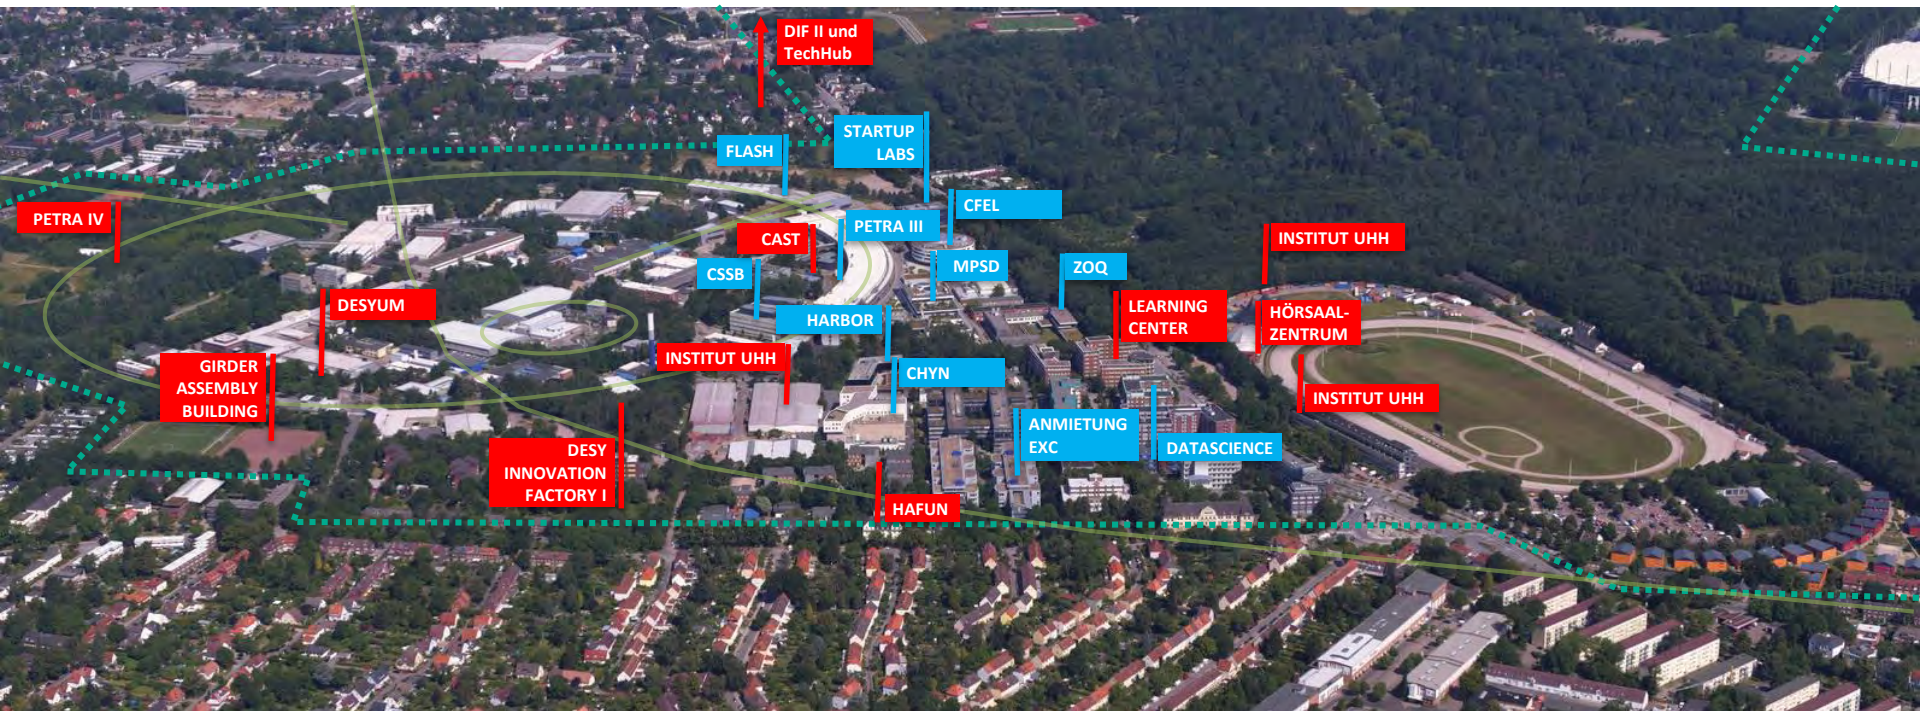 DIF II und
TechHub
STARTUP
LABS
FLASH
CFEL
PETRA IV
PETRA III
CAST
INSTITUT UHH
CSSB
MPSD
ZOQ
DESYUM
LEARNING
CENTER
HÖRSAAL-
ZENTRUM
HARBOR
INSTITUT UHH
GIRDER
ASSEMBLY
BUILDING
CHYN
INSTITUT UHH
ANMIETUNG
EXC
DATASCIENCE
DESY
INNOVATION
FACTORY I
HAFUN